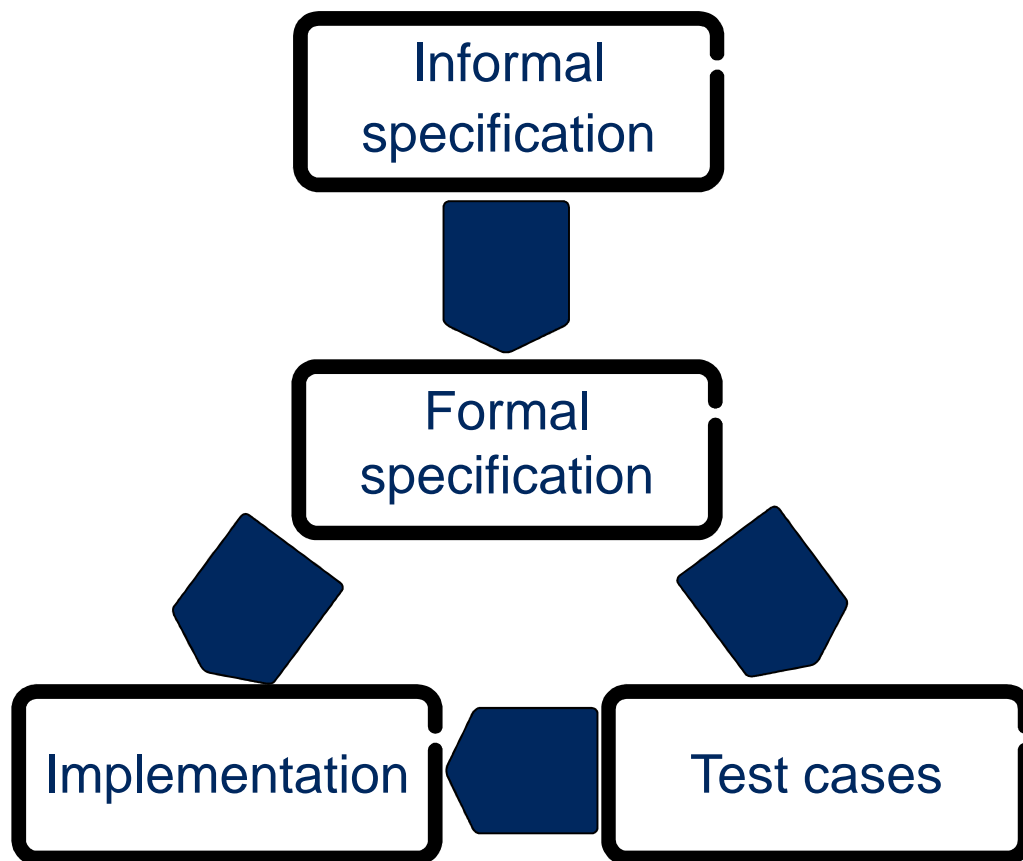 Informal
specification
Formal
specification
Implementation
Test cases